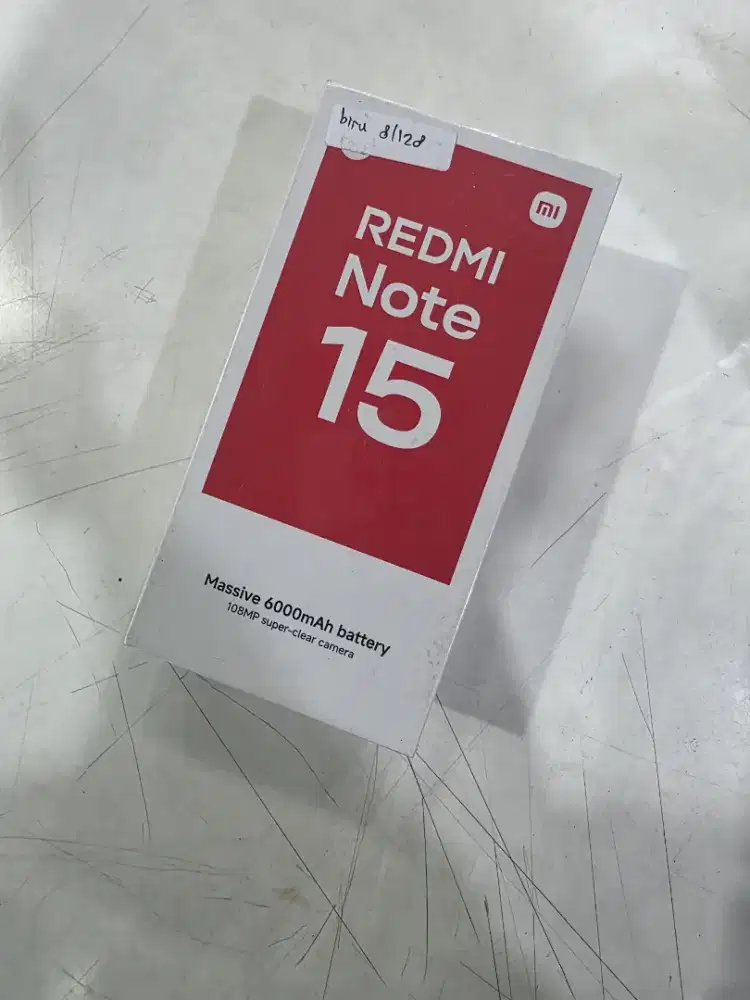 biru 8/128
mi
REDMI
Note
15
Massive 6000mAh battery
108MP super-clear camera